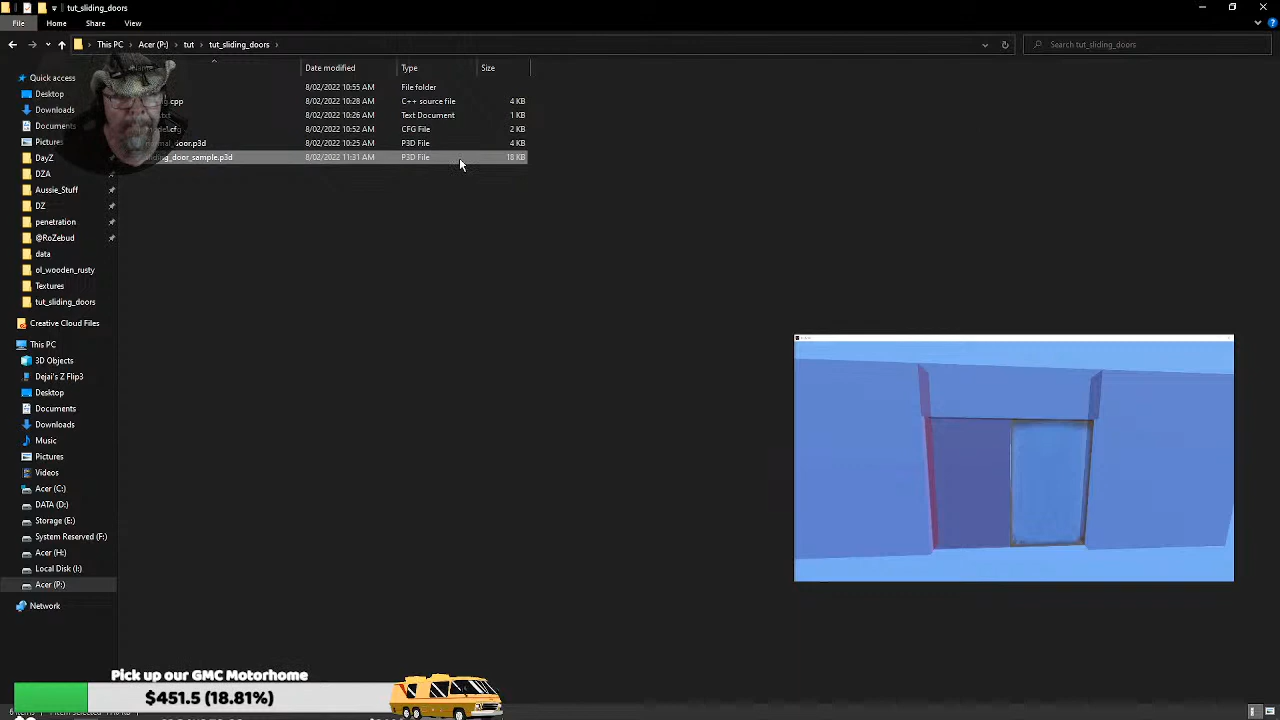 tut_sliding_doors
File Home Share View
This PC Acer (P:) tut tut_sliding_doors
Search tut_sliding_doors
Date modified Type Size
8/02/2022 10:55 AM File folder
cpp 8/02/2022 10:28 AM C++ source file 4 KB
8/02/2022 10:26 AM Text Document 1 KB
8/02/2022 10:52 AM CFG File 2 KB
door.p3d 8/02/2022 10:25 AM P3D File 4 KB
sliding_door_sample.p3d 8/02/2022 11:31 AM P3D File 18 KB
Quick access
Desktop
Downloads
Documents
Pictures
DayZ
DZA
Aussie_Stuff
DZ
penetration
@RoZebud
data
ol_wooden_rusty
Textures
tut_sliding_doors
Creative Cloud Files
This PC
3D Objects
Dejai's Z Flip3
Desktop
Documents
Downloads
Music
Pictures
Videos
Acer (C:)
DATA (D:)
Storage (E:)
System Reserved (F:)
Acer (H:)
Local Disk (I:)
Acer (P:)
Network
Pick up our GMC Motorhome
$451.5 (18.81%)